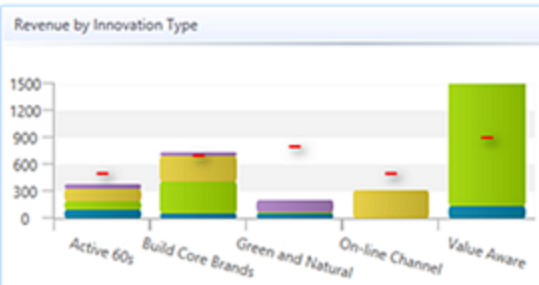 Revenue by Innovation Type
1500
1200
900
600
300
0
Active 60s
Build Core Brands
Green and Natural
On-line Channel
Value Aware